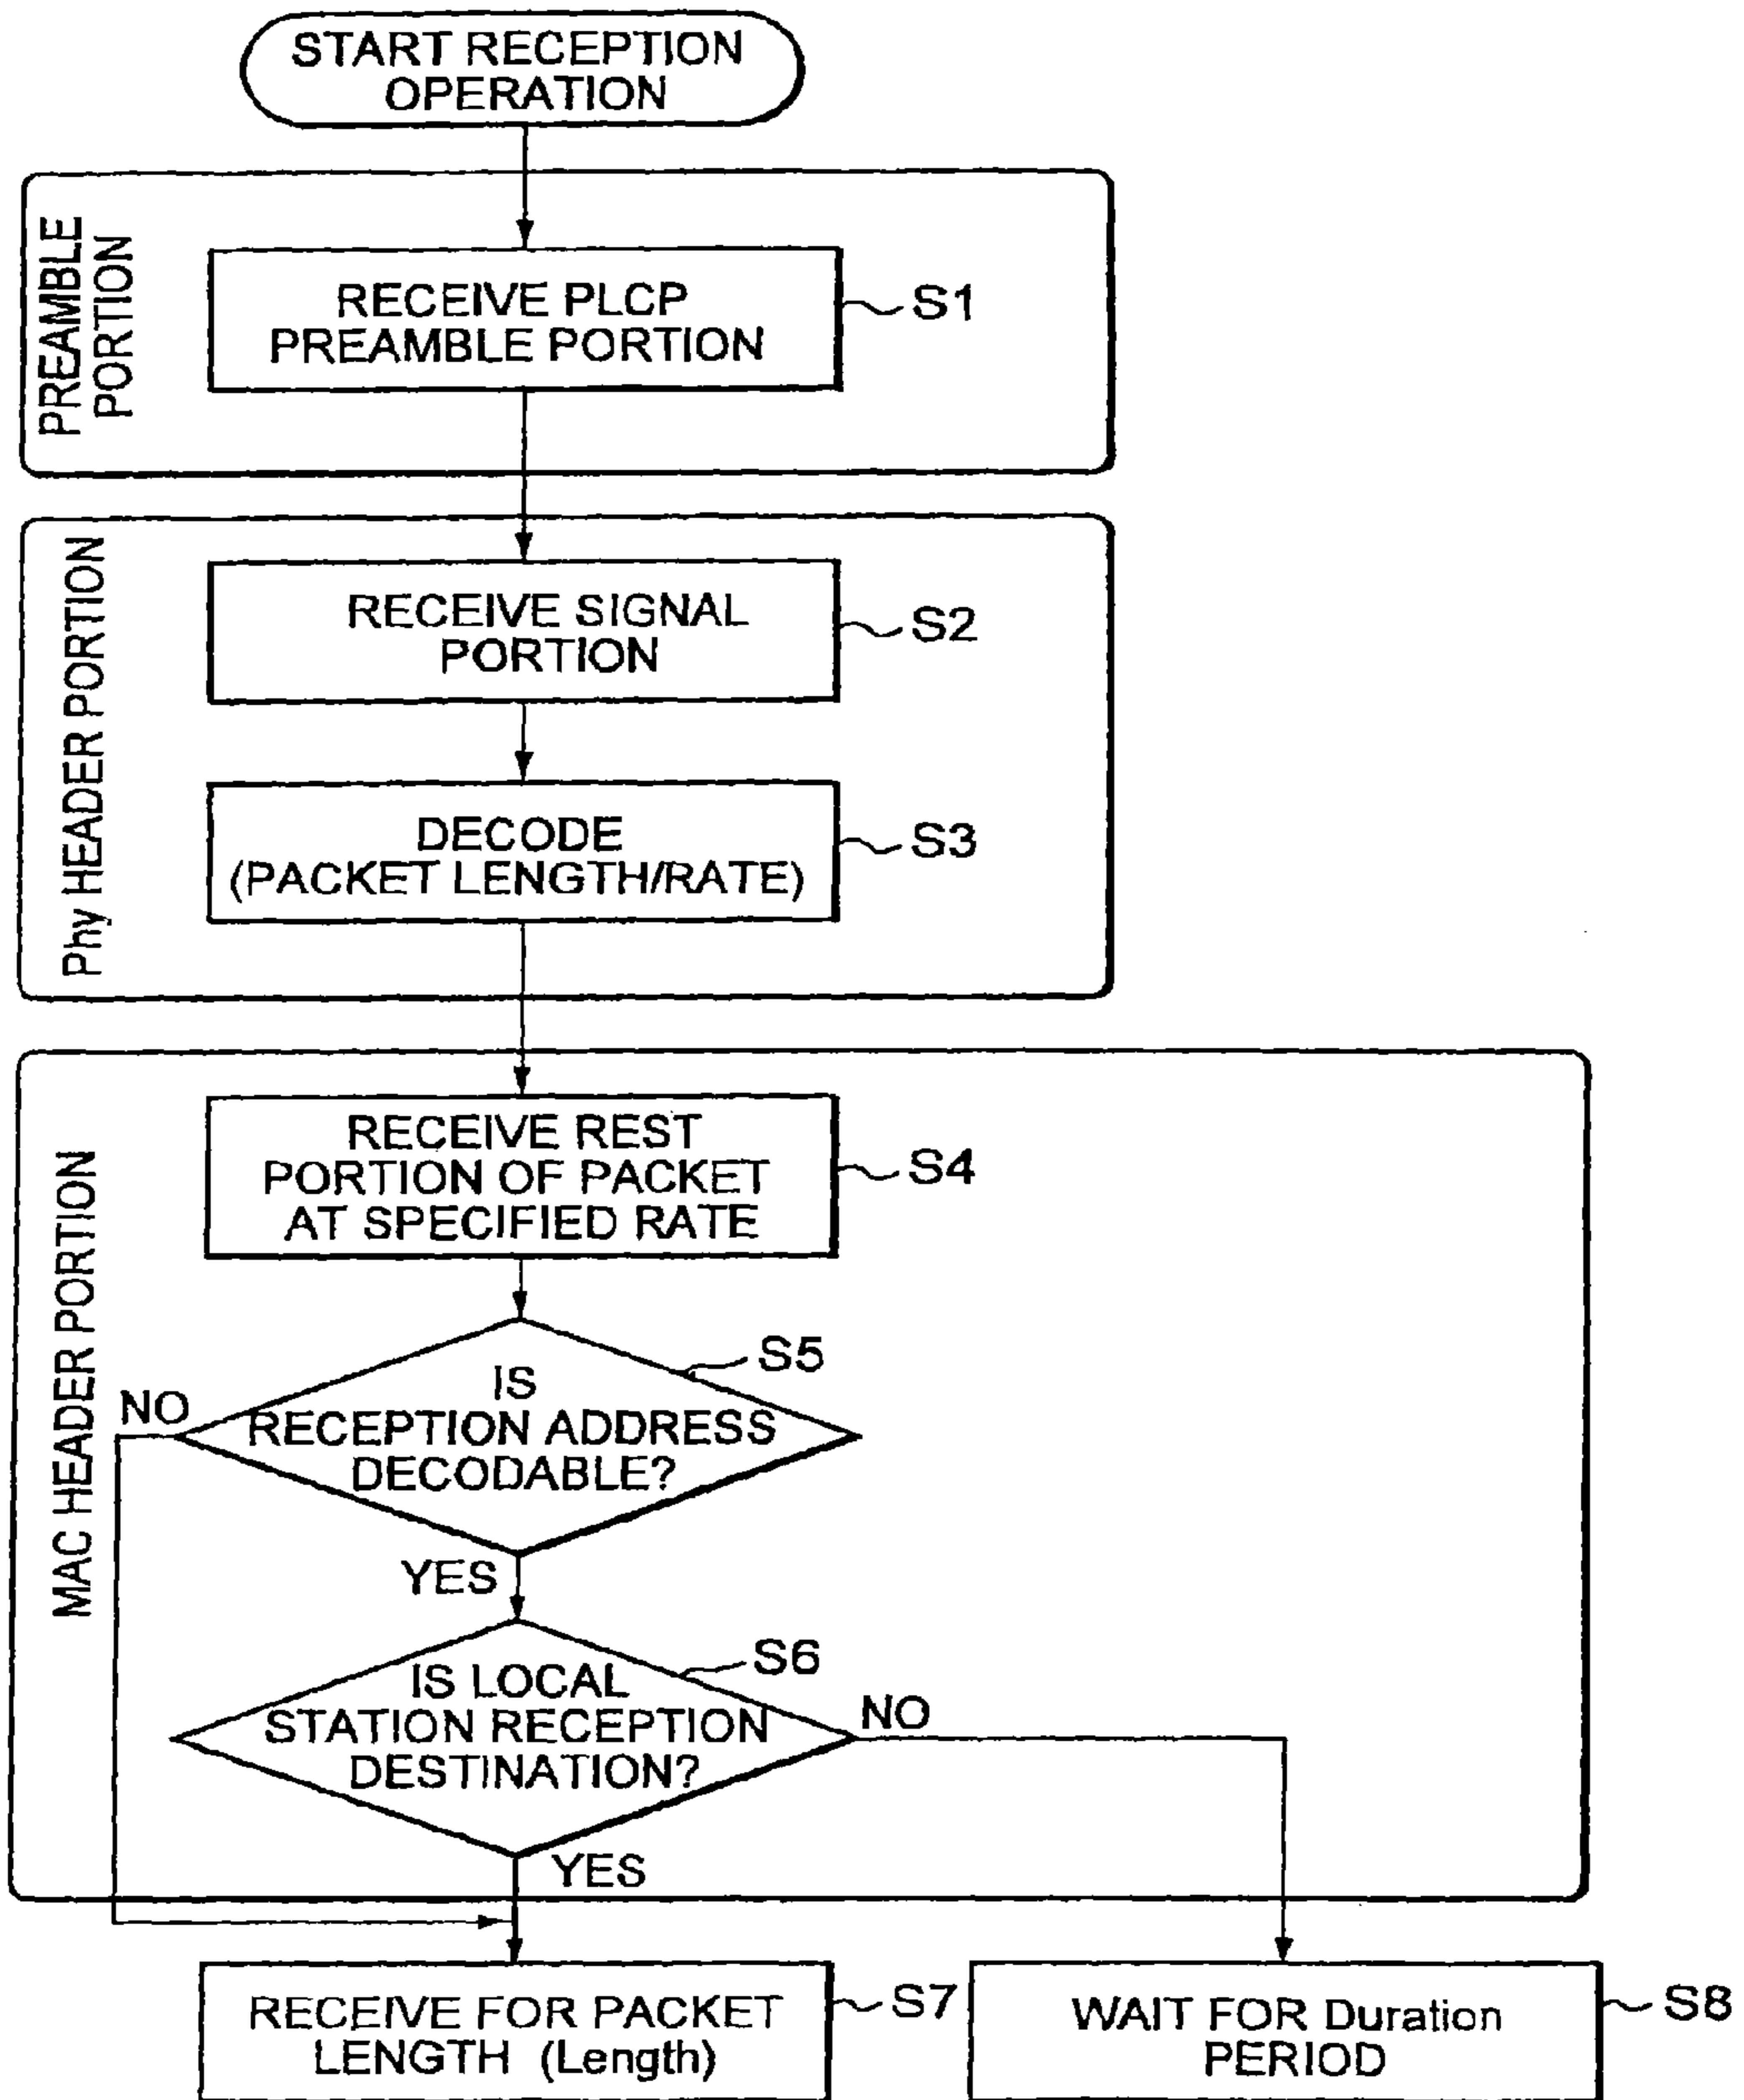 START RECEPTION
OPERATION
PREAMBLE
PORTION
RECEIVE PLCP
PREAMBLE PORTION
S1
Phy HEADER PORTION
RECEIVE SIGNAL
PORTION
S2
DECODE
(PACKET LENGTH/RATE)
S3
MAC HEADER PORTION
RECEIVE REST
PORTION OF PACKET
AT SPECIFIED RATE
S4
IS
RECEPTION ADDRESS
DECODABLE?
S5
NO
YES
IS LOCAL
STATION RECEPTION
DESTINATION?
S6
NO
YES
RECEIVE FOR PACKET
LENGTH (Length)
S7
WAIT FOR Duration
PERIOD
S8